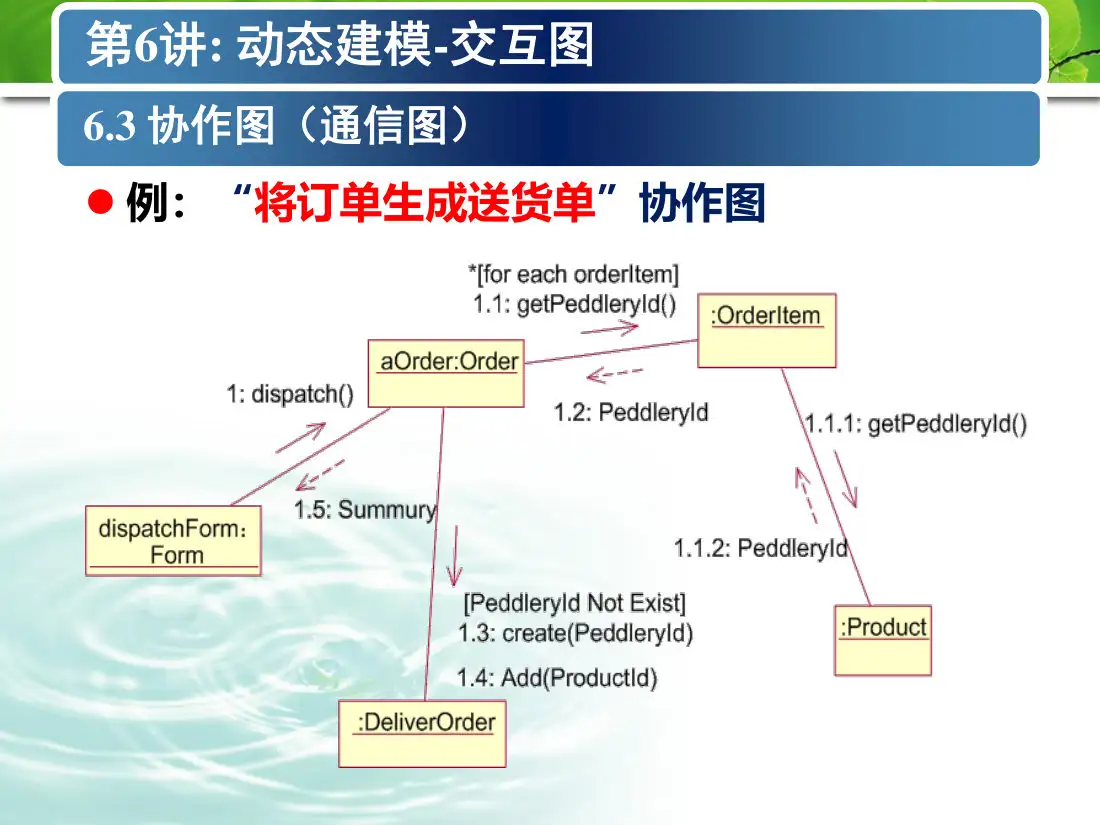 第6讲: 动态建模-交互图
6.3 协作图（通信图）
例：“将订单生成送货单”协作图
*[for each orderItem]
1.1: getPeddleryId()
:OrderItem
aOrder:Order
1: dispatch()
1.2: PeddleryId
1.1.1: getPeddleryId()
1.5: Summury
dispatchForm：
Form
1.1.2: PeddleryId
[PeddleryId Not Exist]
1.3: create(PeddleryId)
:Product
1.4: Add(ProductId)
:DeliverOrder